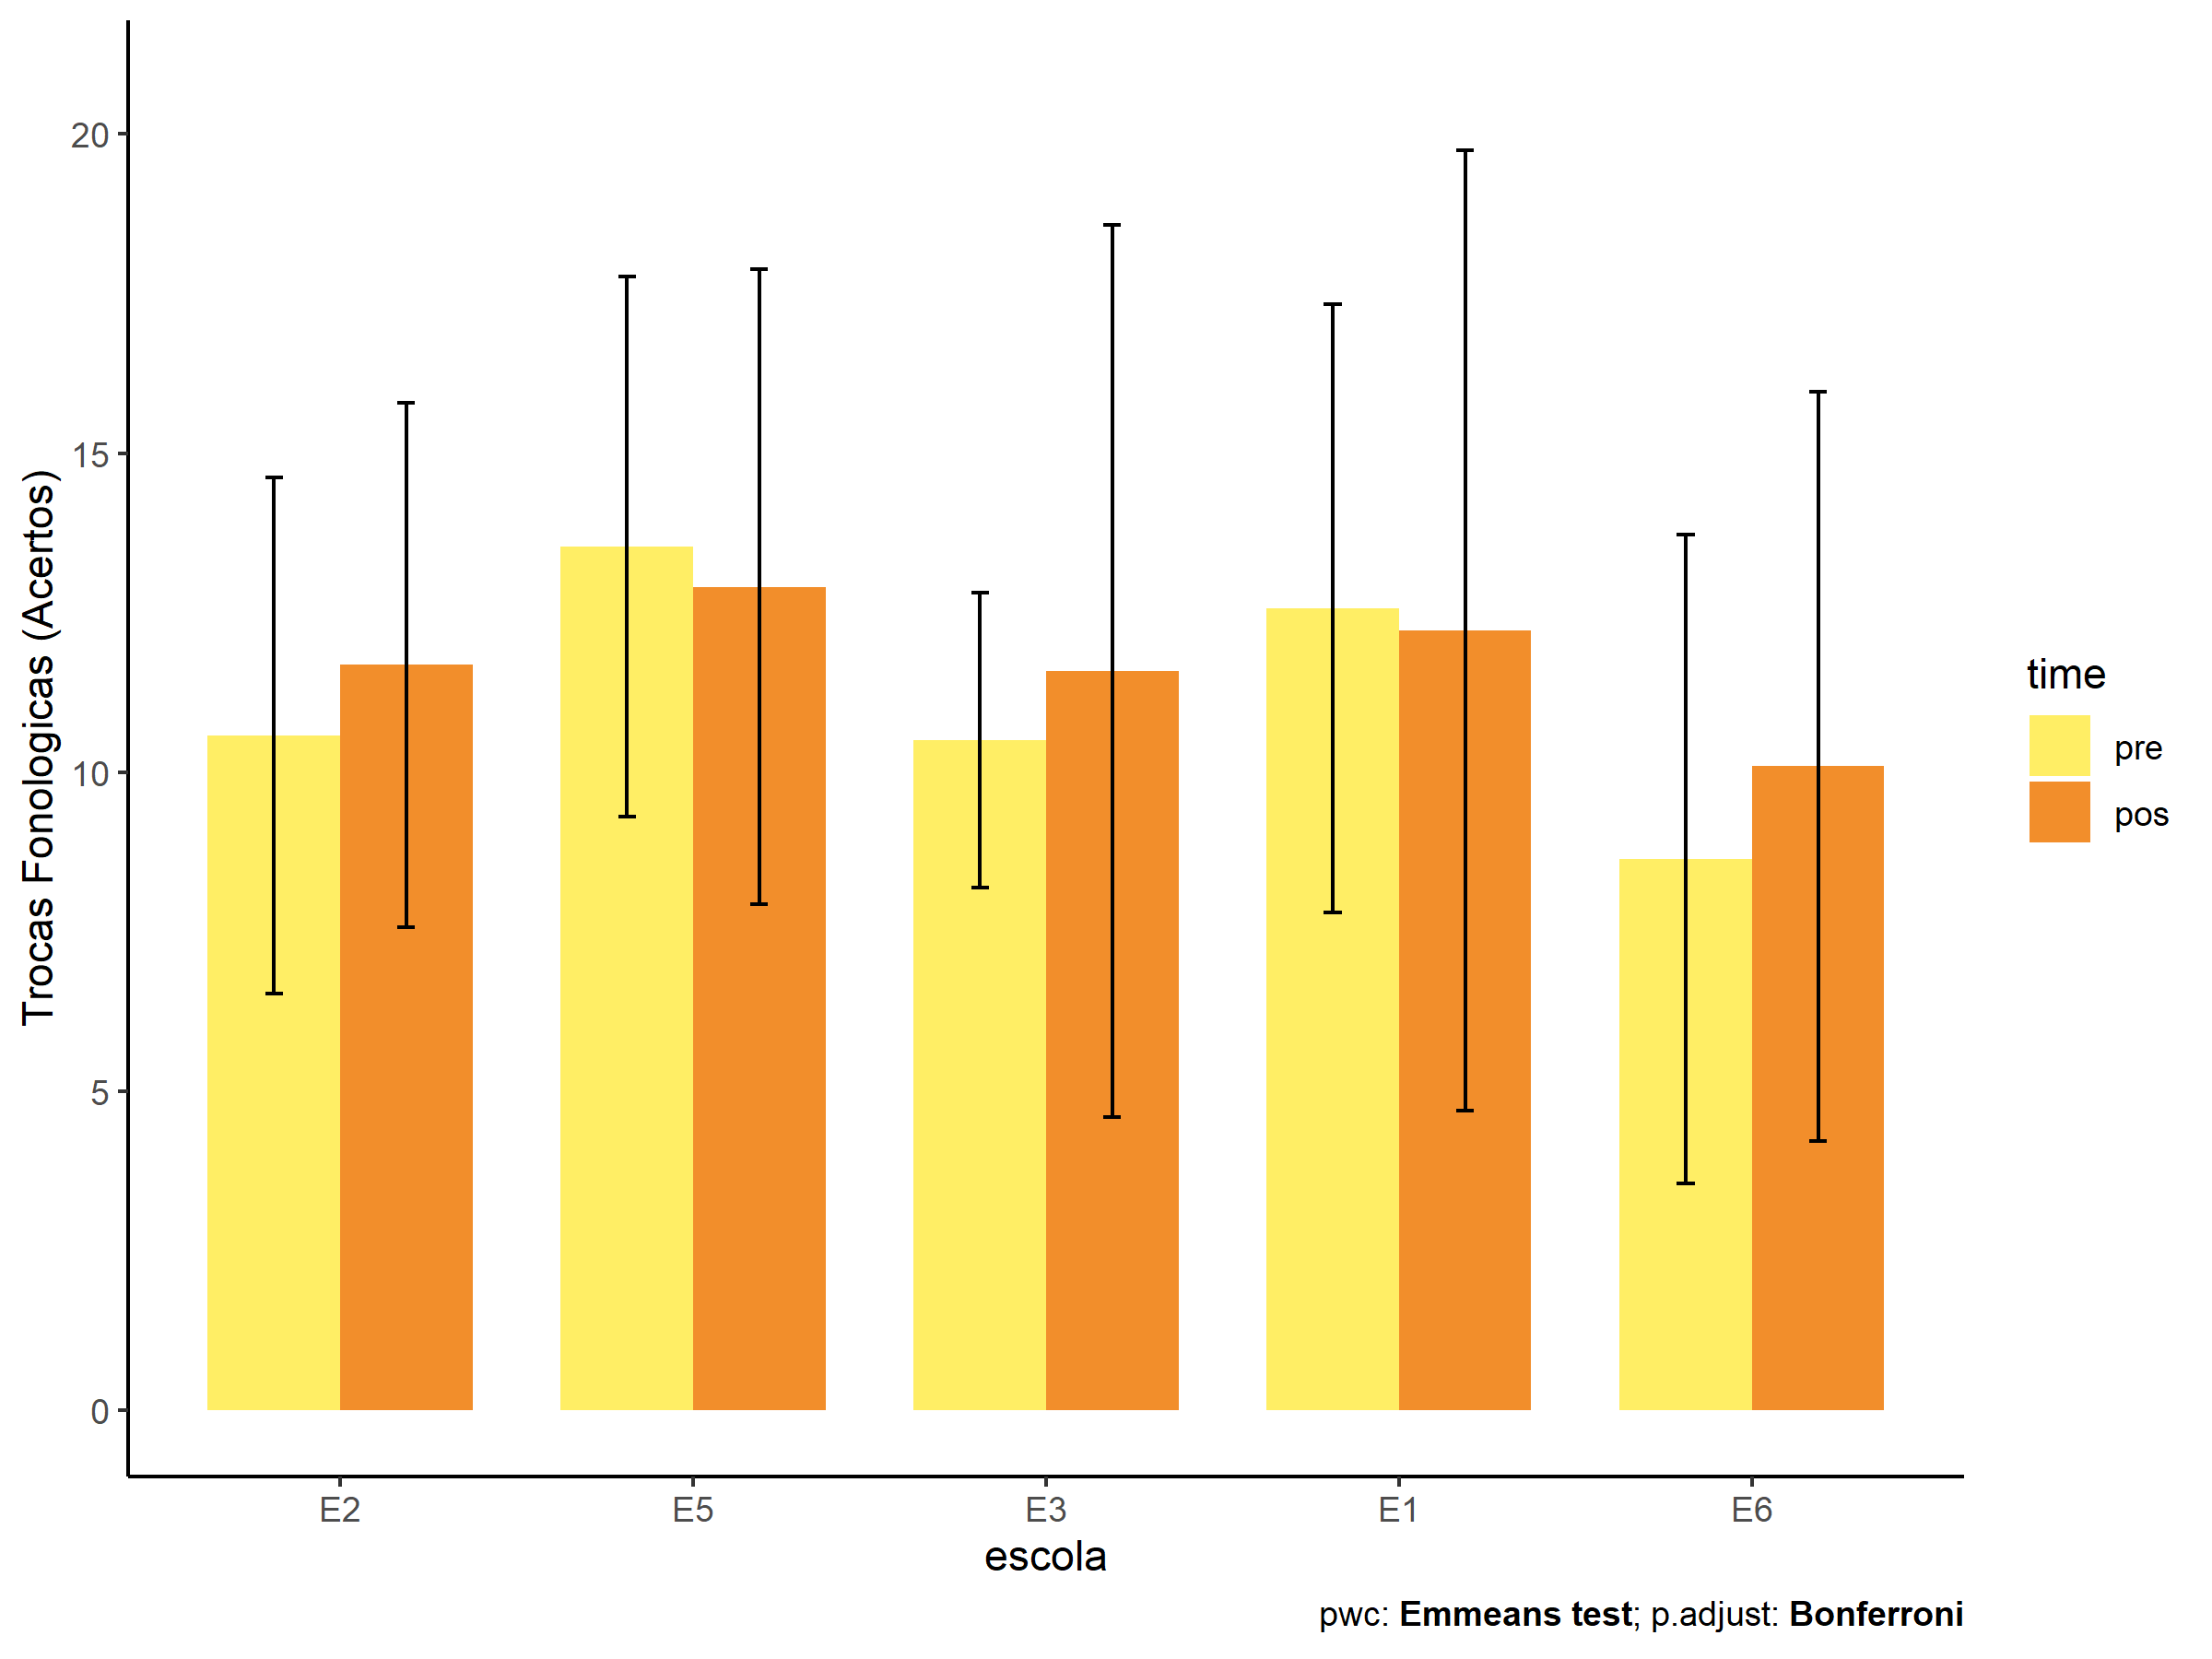 Trocas Fonologicas (Acertos)
20
15
10
5
0
E2 E5 E3 E1 E6
escola
time
pre
pos
pwc: Emmeans test; p.adjust: Bonferroni